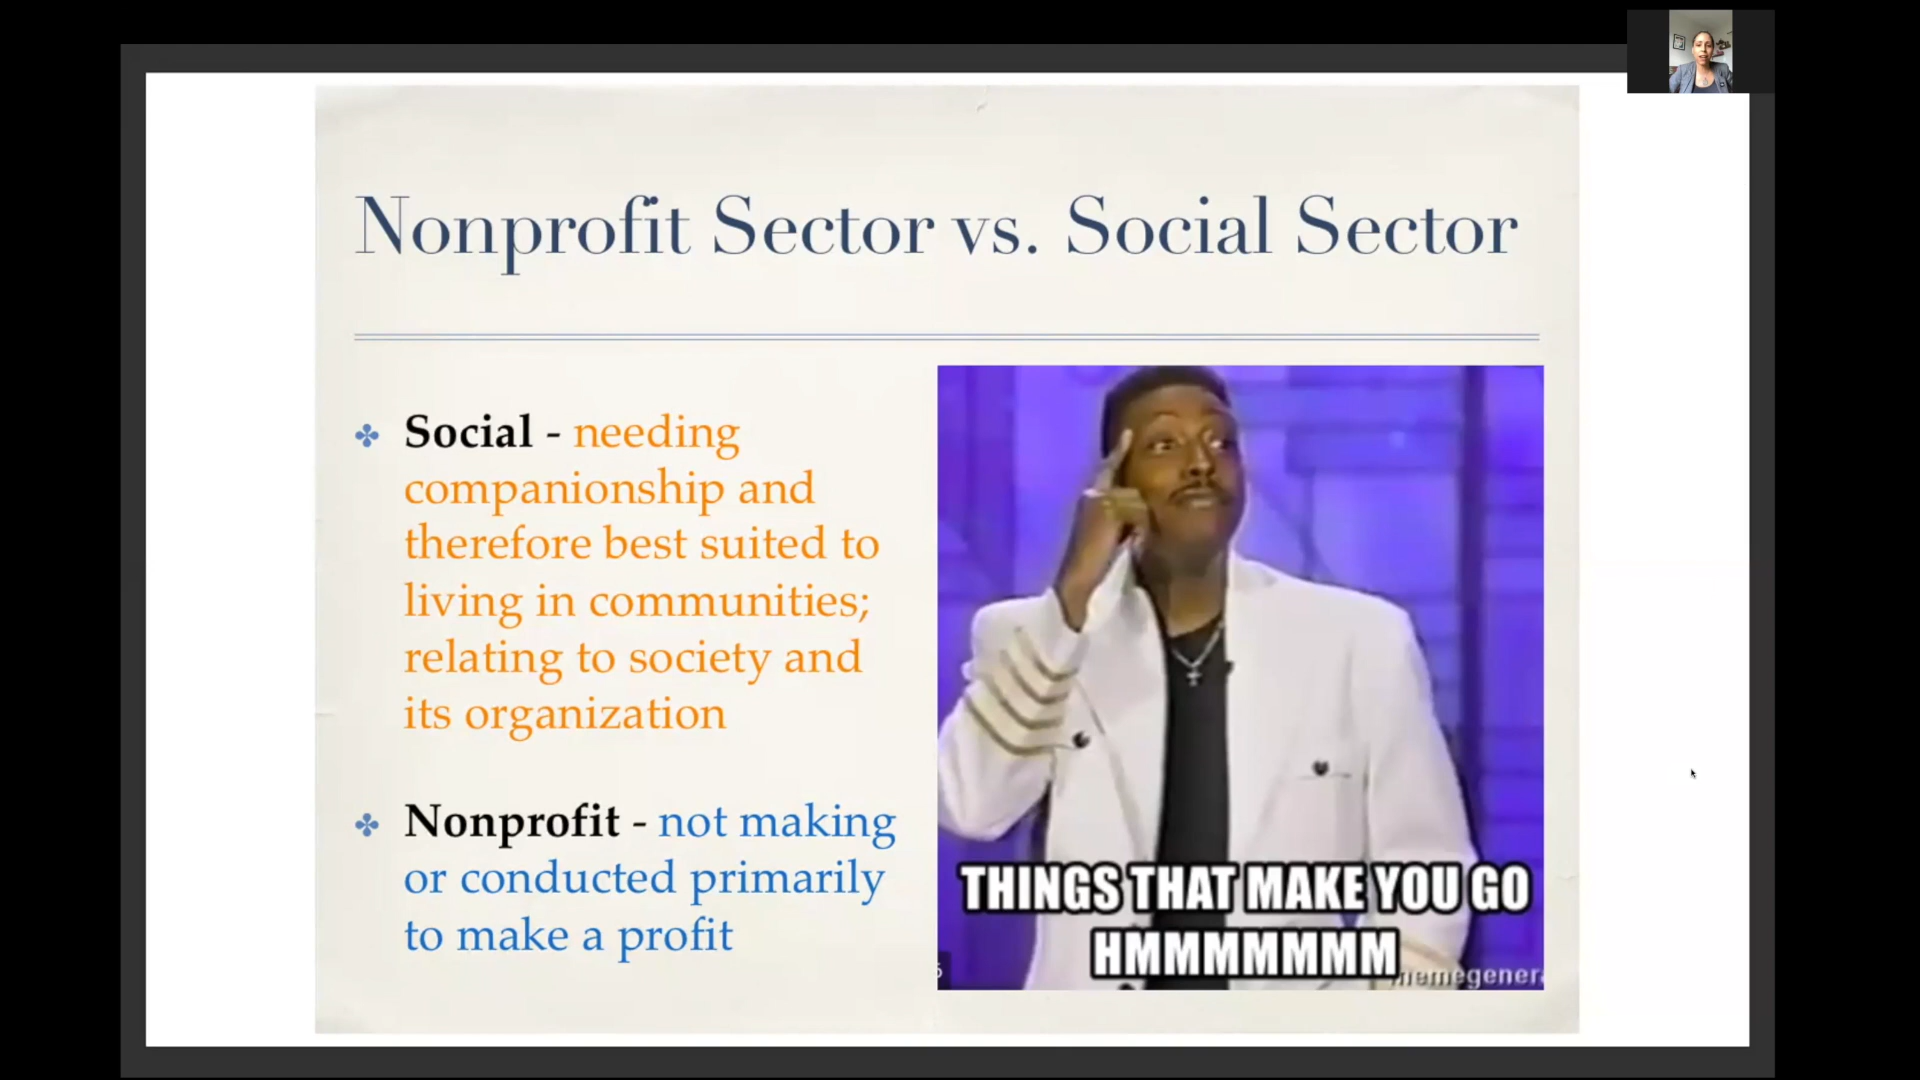 Nonprofit Sector vs. Social Sector
Social - needing
companionship and
therefore best suited to
living in communities;
relating to society and
its organization
Nonprofit - not making
or conducted primarily
to make a profit
THINGS THAT MAKE YOU GO
HMMMMMMM
memegener